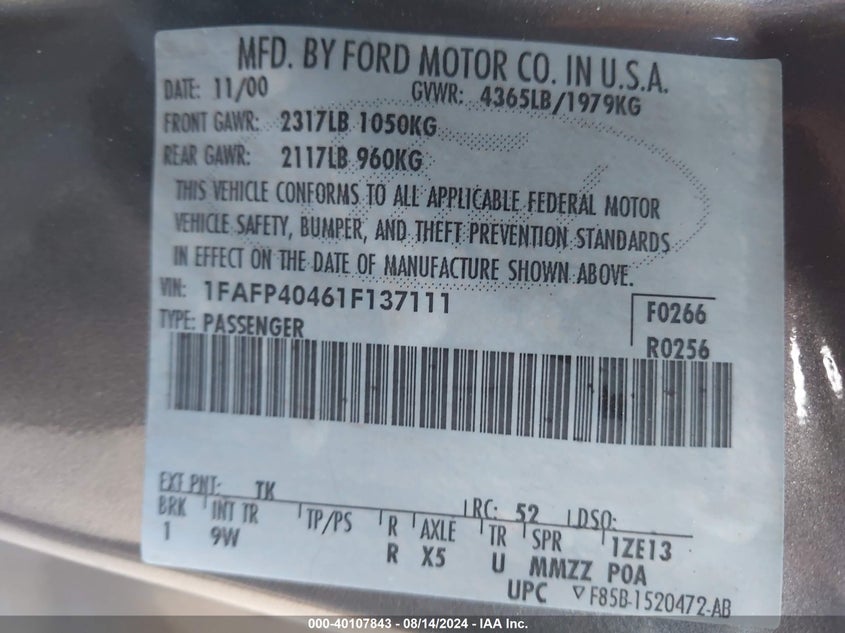 MFD. BY FORD MOTOR CO. IN U.S.A.
DATE: 11/00 GVWR: 4365LB/1979KG
FRONT GAWR: 2317LB 1050KG
REAR GAWR: 2117LB 960KG
THIS VEHICLE CONFORMS TO ALL APPLICABLE FEDERAL MOTOR
VEHICLE SAFETY, BUMPER, AND THEFT PREVENTION STANDARDS
IN EFFECT ON THE DATE OF MANUFACTURE SHOWN ABOVE.
VIN: 1FAFP40461F137111
F0266
TYPE: PASSENGER
R0256
EXT PNT: TK RC: 52 DSO:
BRK INT TR TP/PS R AXLE TR SPR 1ZE13
1 9W R X5 U MMZZ POA
UPC F85B-1520472-AB
000-40107843 - 08/14/2024 - IAA Inc.